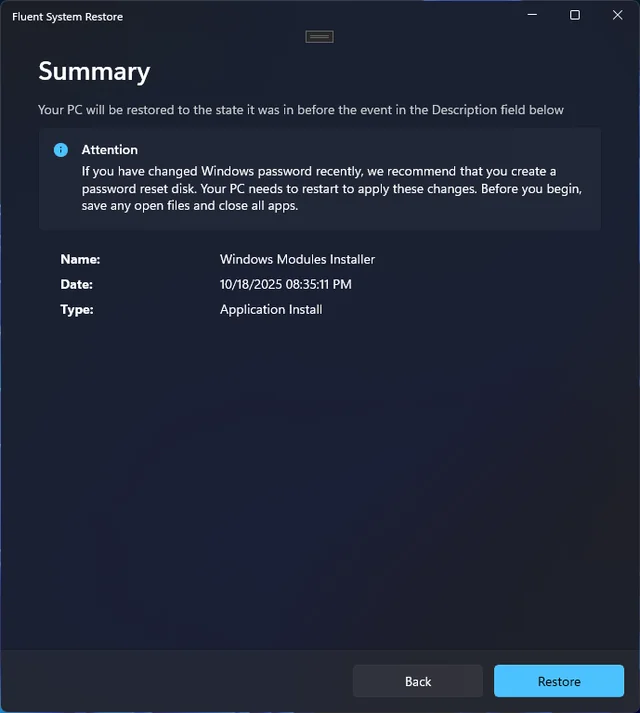 Fluent System Restore
Summary
Your PC will be restored to the state it was in before the event in the Description field below
Attention
If you have changed Windows password recently, we recommend that you create a
password reset disk. Your PC needs to restart to apply these changes. Before you begin,
save any open files and close all apps.
Name: Windows Modules Installer
Date: 10/18/2025 08:35:11 PM
Type: Application Install
Back Restore